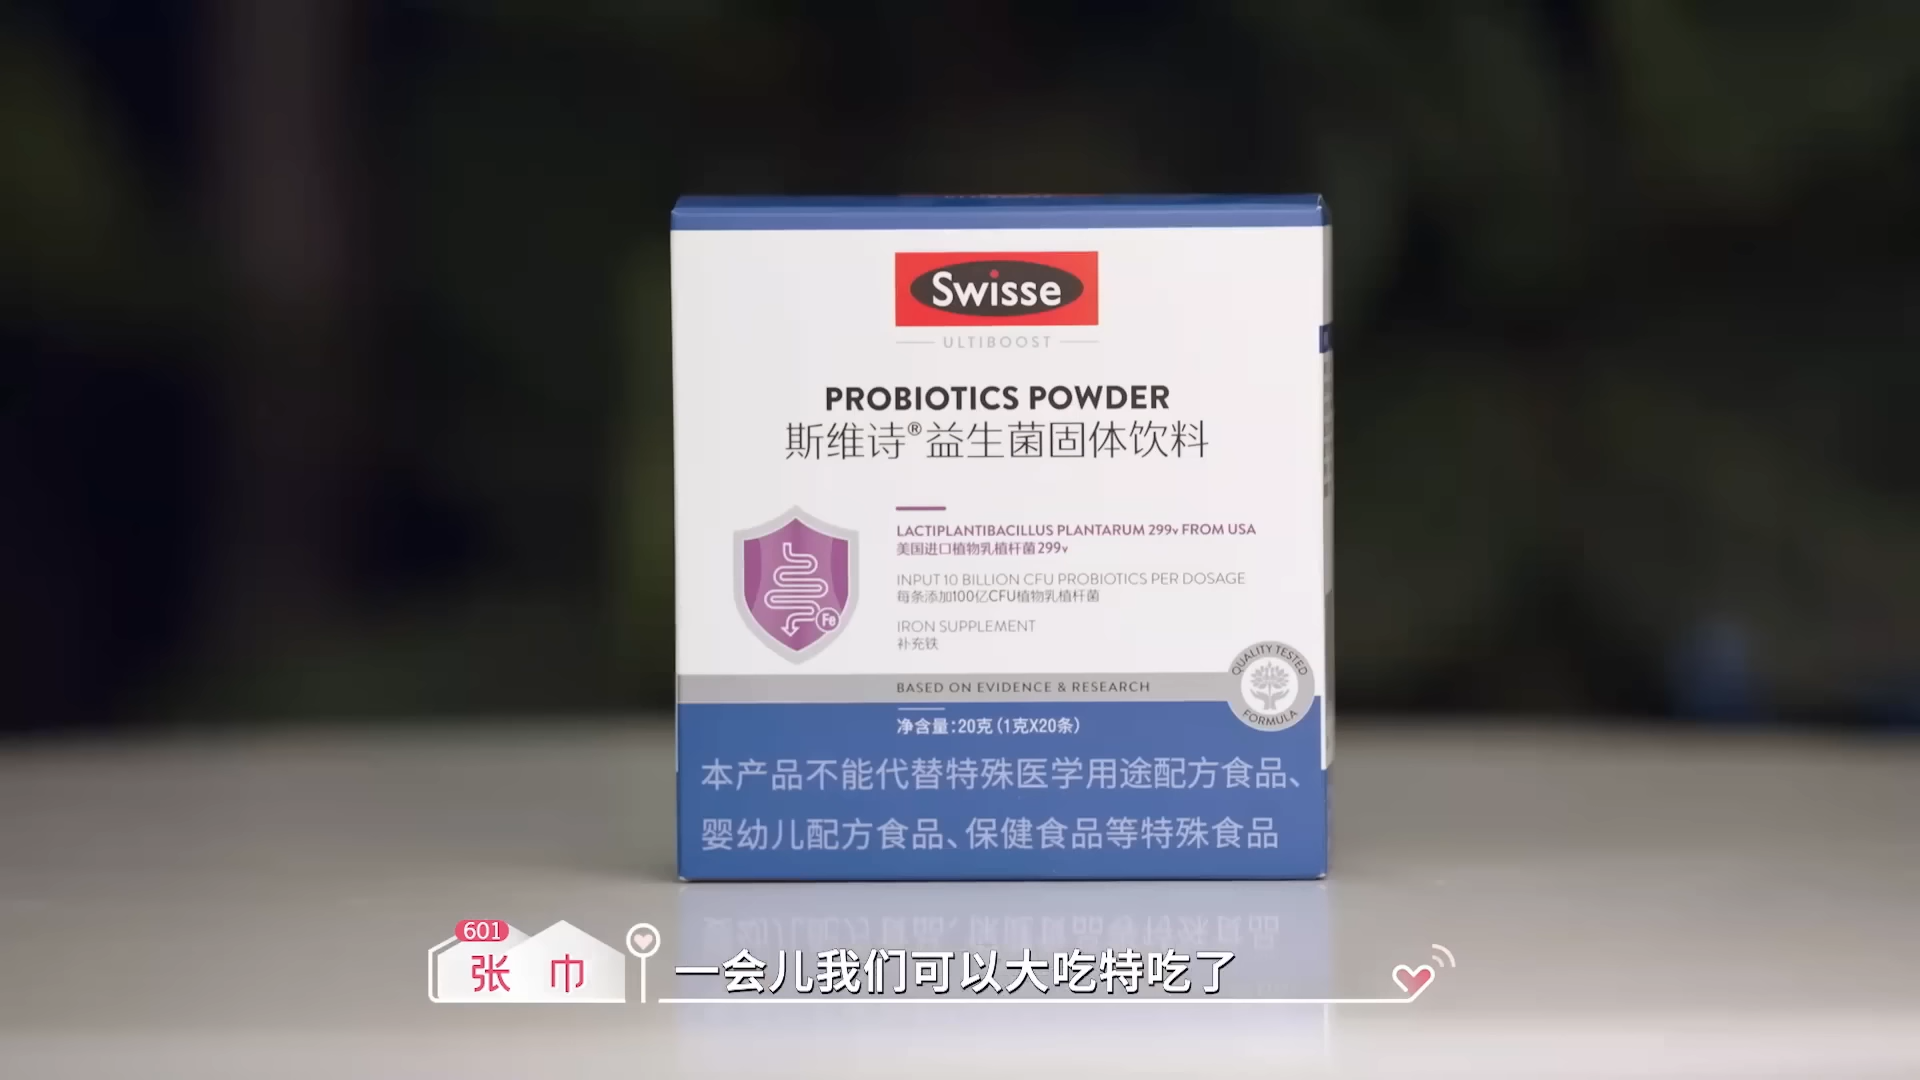 Swisse
ULTIBOOST
PROBIOTICS POWDER
斯维诗®益生菌固体饮料
LACTIPLANTIBACILLUS PLANTARUM 299v FROM USA
美国进口植物乳植杆菌299v
INPUT 10 BILLION CFU PROBIOTICS PER DOSAGE
每条添加100亿CFU植物乳植杆菌
Fe
IRON SUPPLEMENT
补充铁
QUALITY TESTED
FORMULA
BASED ON EVIDENCE & RESEARCH
净含量:20克(1克X20条)
本产品不能代替特殊医学用途配方食品、
婴幼儿配方食品、保健食品等特殊食品
601
张 巾
一会儿我们可以大吃特吃了